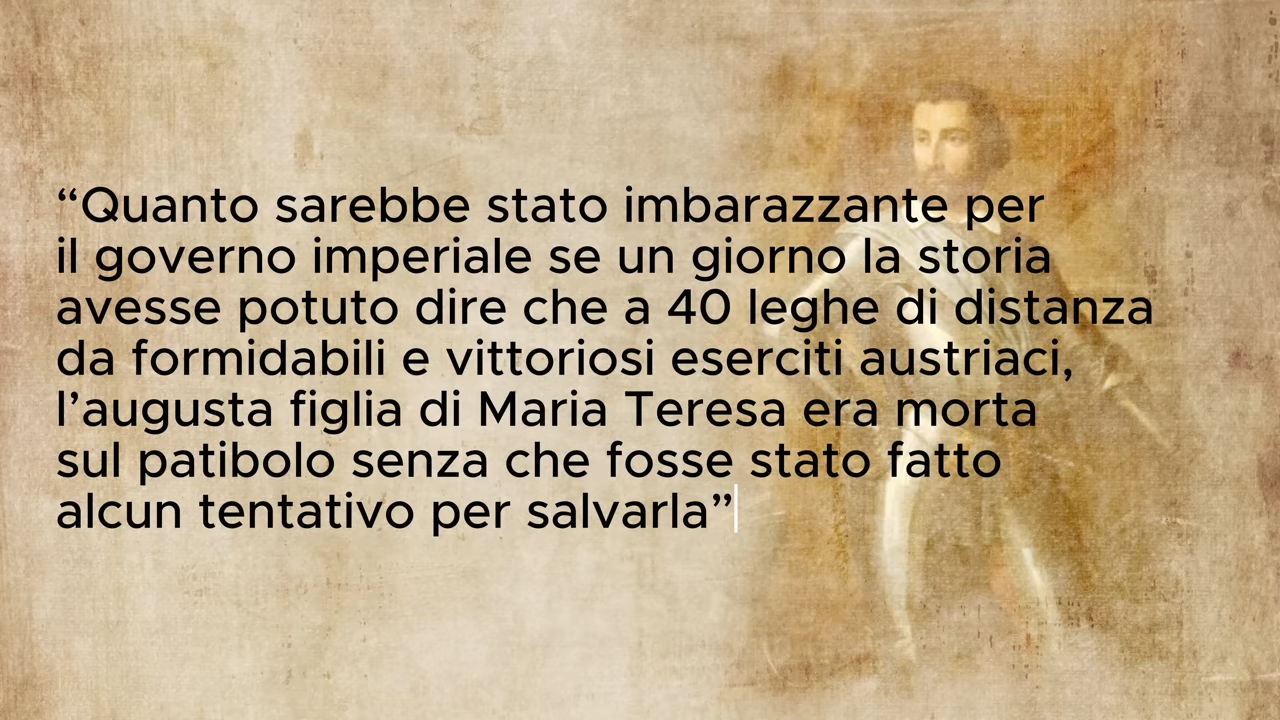 “Quanto sarebbe stato imbarazzante per
il governo imperiale se un giorno la storia
avesse potuto dire che a 40 leghe di distanza
da formidabili e vittoriosi eserciti austriaci,
l’augusta figlia di Maria Teresa era morta
sul patibolo senza che fosse stato fatto
alcun tentativo per salvarla”